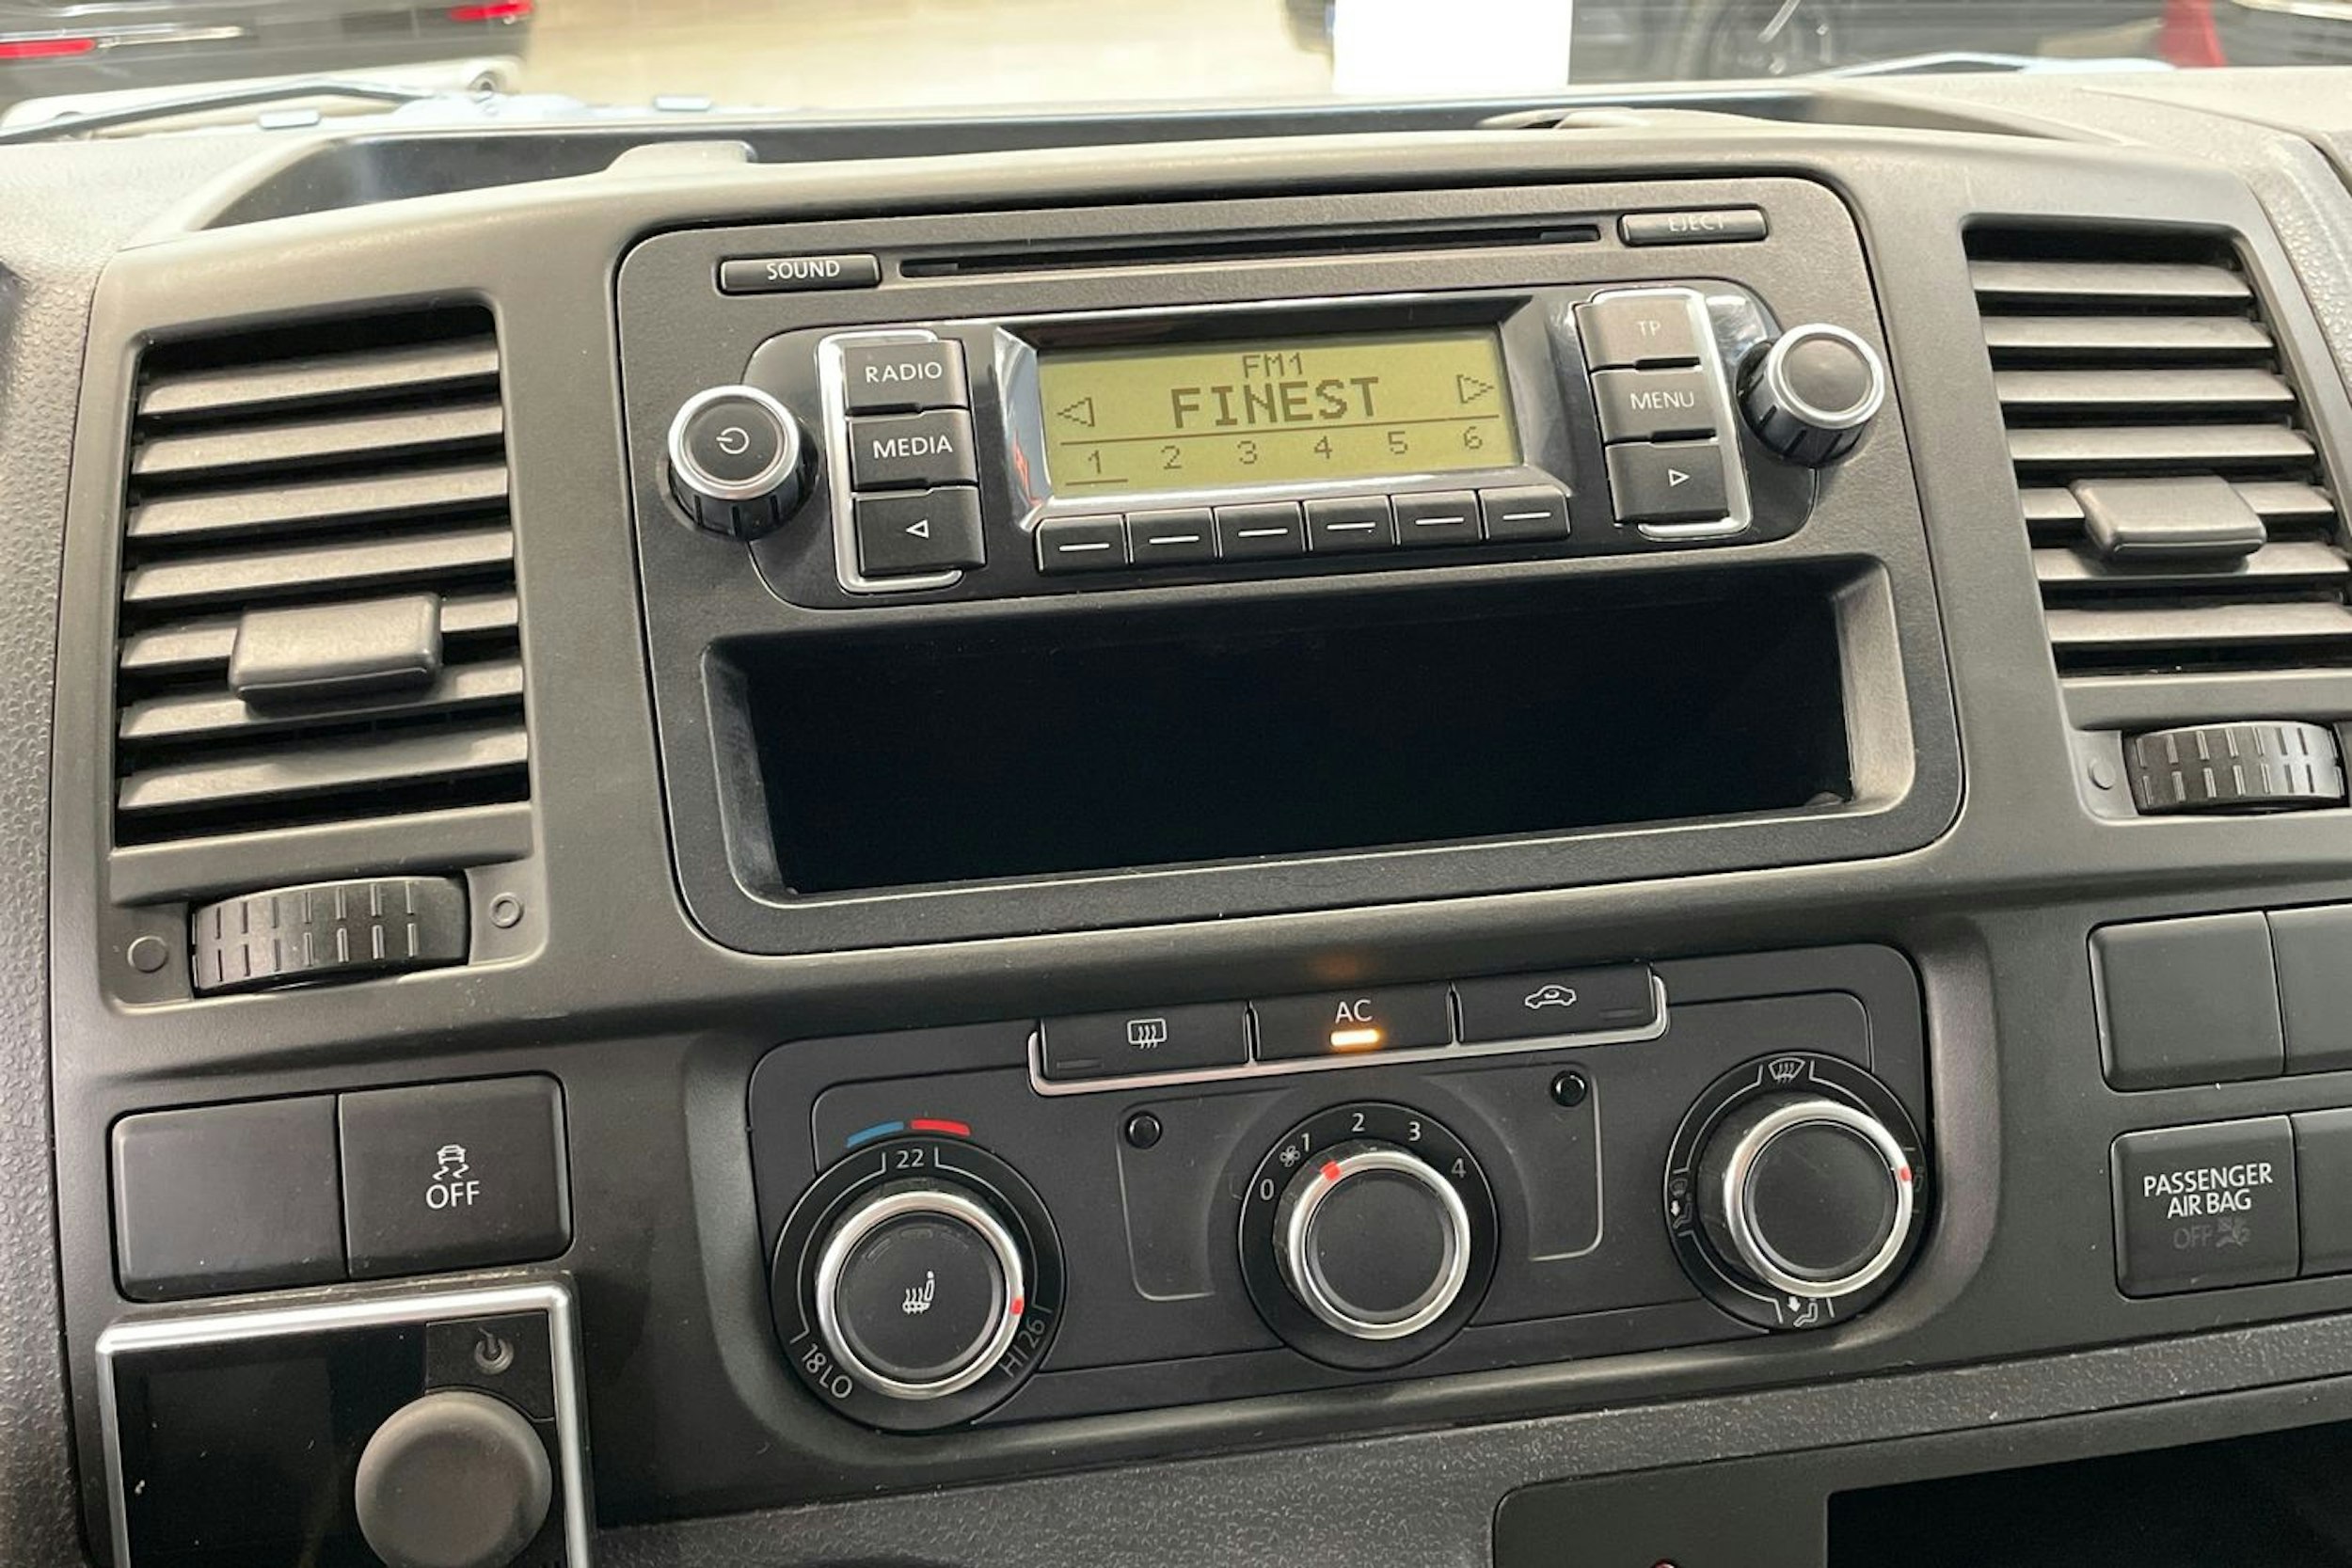 SOUND
EJECT
RADIO
MEDIA
FM1
FINEST
1 2 3 4 5 6
TP
MENU
AC
OFF
22
18 LO
HI 26
0 1 2 3 4
PASSENGER
AIR BAG
OFF